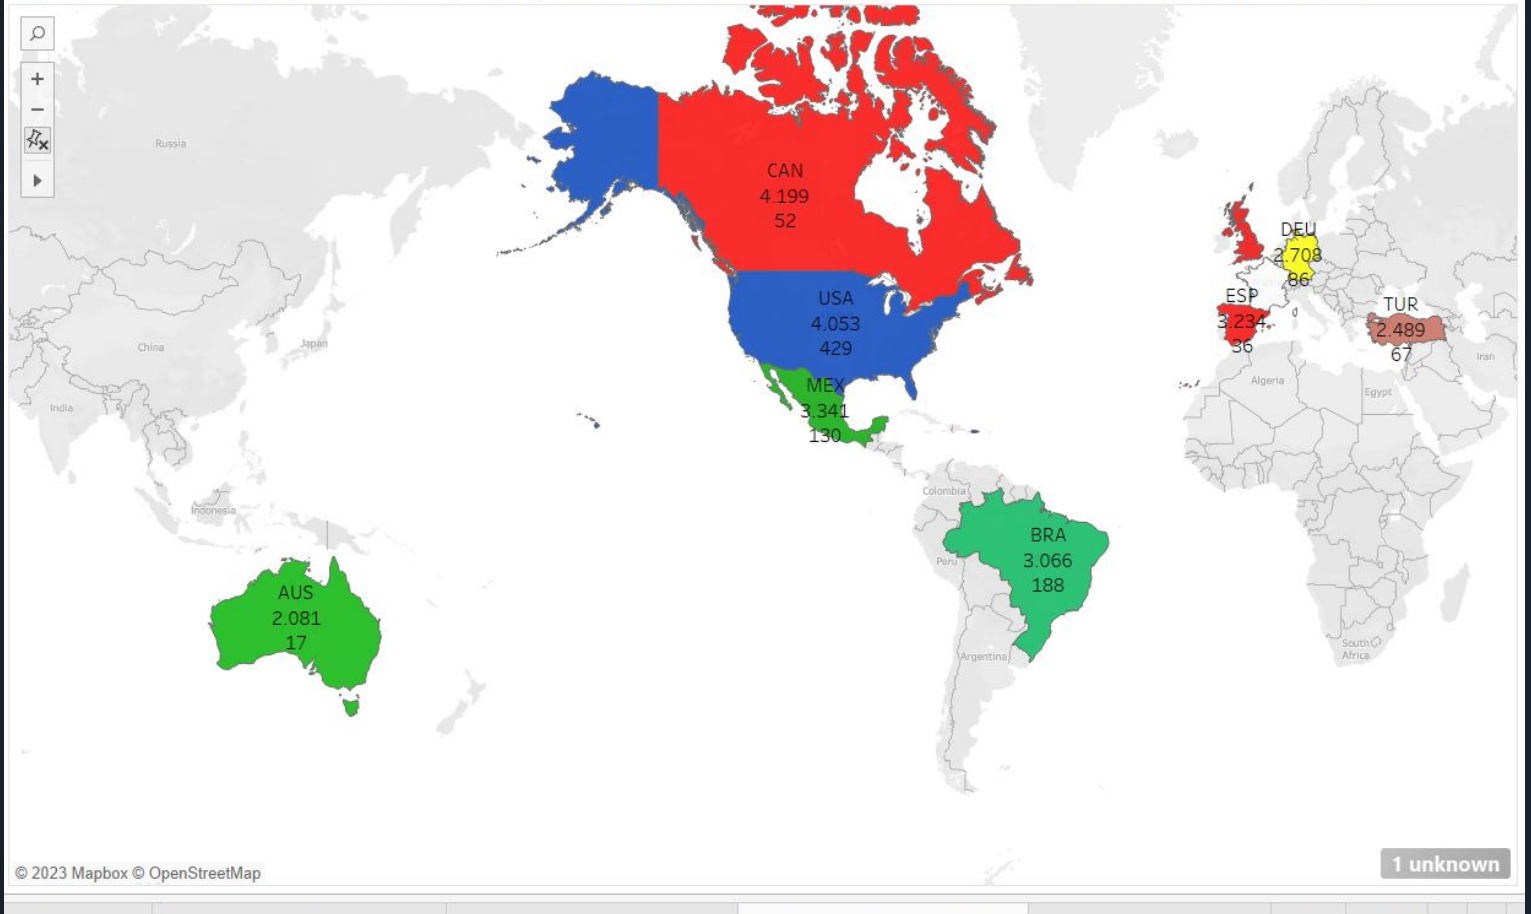 Russia
CAN
4.199
52
DEU
2.708
86
USA
4.053
429
ESP
3.234
36
TUR
2.489
67
China
Japan
Iran
MEX
3.341
130
Algeria
Egypt
India
Colombia
Indonesia
BRA
3.066
188
Peru
AUS
2.081
17
Argentina
South
Africa
© 2023 Mapbox © OpenStreetMap
1 unknown